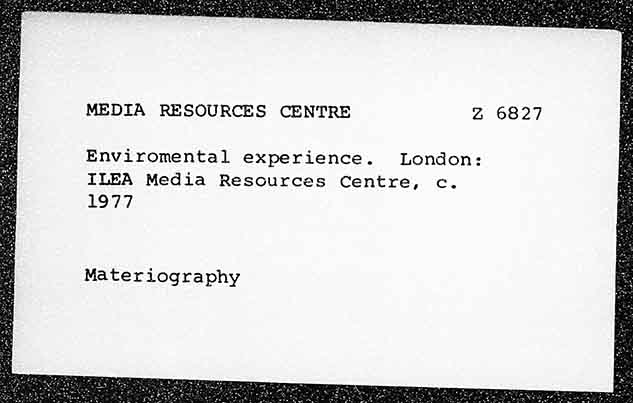 MEDIA RESOURCES CENTRE Z 6827
Enviromental experience. London:
ILEA Media Resources Centre, c.
1977
Materiography